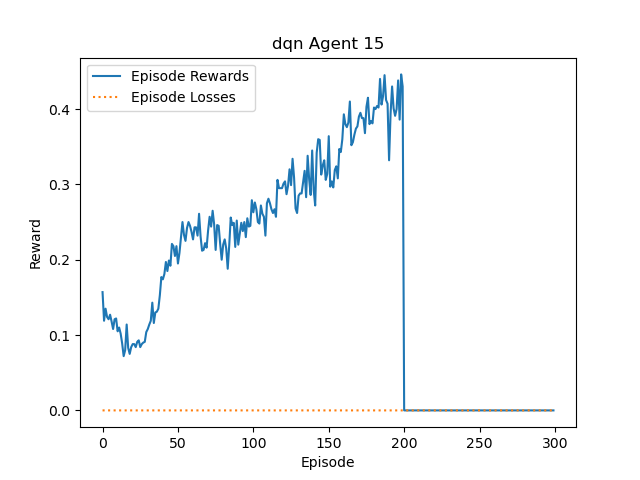 dqn Agent 15
Episode Rewards
Episode Losses
Reward
0.4
0.3
0.2
0.1
0.0
0 50 100 150 200 250 300
Episode